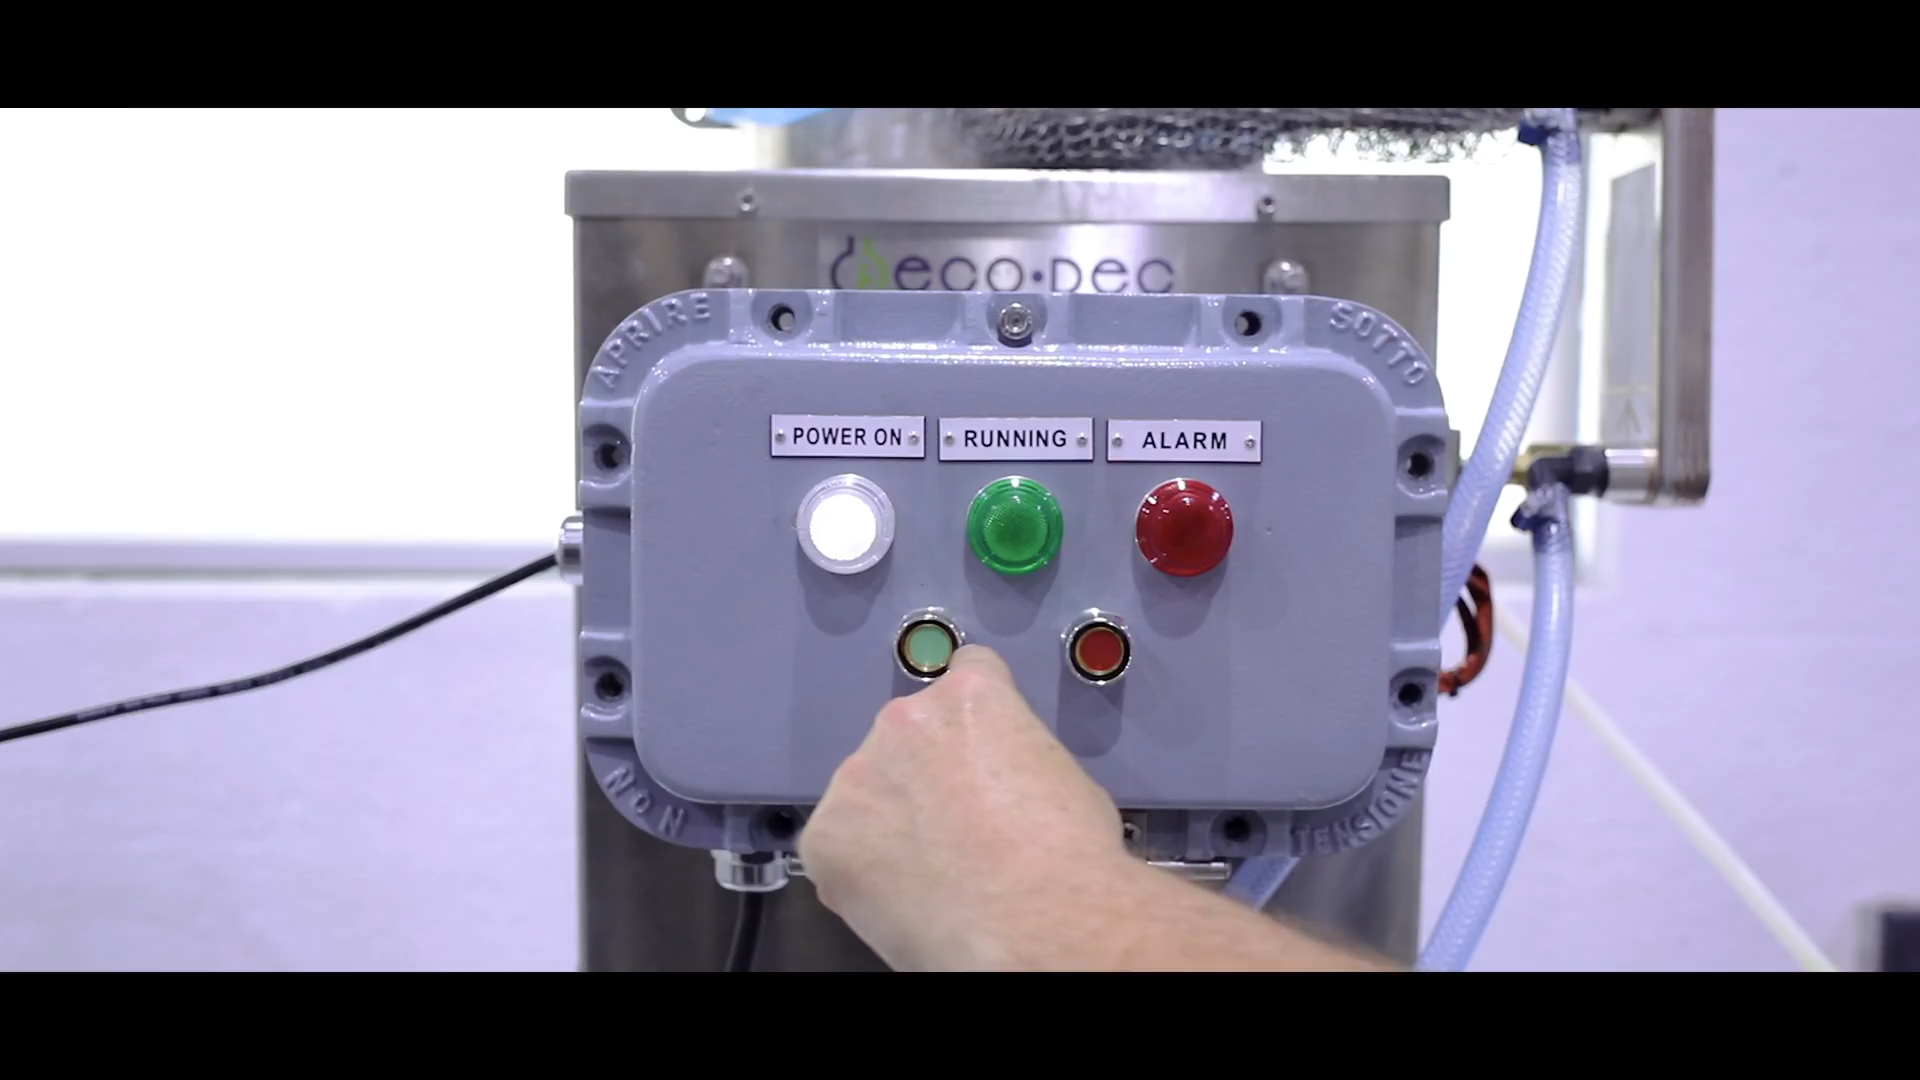 eco·Dec
APRIRE
SOTTO
POWER ON
RUNNING
ALARM
NON
TENSIONE